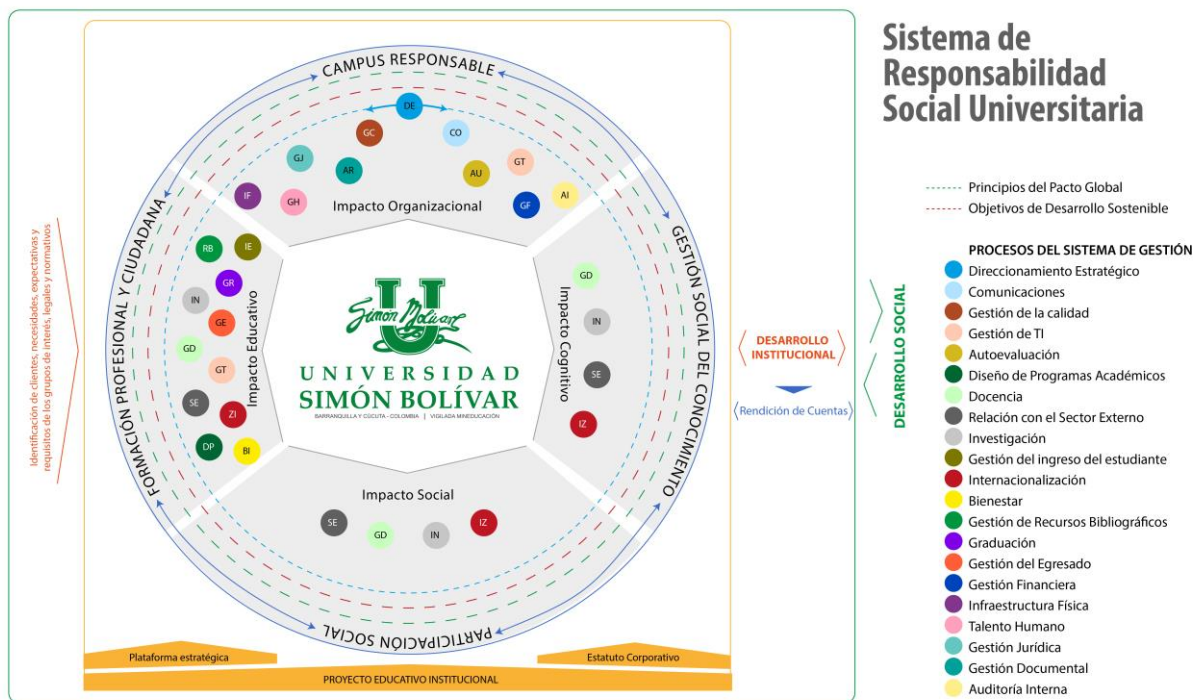 Sistema de
Responsabilidad
Social Universitaria
Principios del Pacto Global
Objetivos de Desarrollo Sostenible
PROCESOS DEL SISTEMA DE GESTIÓN
Direccionamiento Estratégico
Comunicaciones
Gestión de la calidad
Gestión de TI
Autoevaluación
Diseño de Programas Académicos
Docencia
Relación con el Sector Externo
Investigación
Gestión del ingreso del estudiante
Internacionalización
Bienestar
Gestión de Recursos Bibliográficos
Graduación
Gestión del Egresado
Gestión Financiera
Infraestructura Física
Talento Humano
Gestión Jurídica
Gestión Documental
Auditoría Interna
Identificación de clientes, necesidades, expectativas y
requisitos de los grupos de interés, legales y normativos
CAMPUS RESPONSABLE
DE
GC
CO
GJ
AR
AU
GT
IF
GH
GF
AI
Impacto Organizacional
FORMACIÓN PROFESIONAL Y CIUDADANA
RB
IE
GR
IN
GE
GD
GT
SE
ZI
DP
BI
Impacto Educativo
U
Simón Bolívar
UNIVERSIDAD
SIMÓN BOLÍVAR
BARRANQUILLA Y CÚCUTA - COLOMBIA | VIGILADA MINEDUCACIÓN
Impacto Cognitivo
GD
IN
SE
IZ
GESTIÓN SOCIAL DEL CONOCIMIENTO
Impacto Social
SE
GD
IN
IZ
PARTICIPACIÓN SOCIAL
DESARROLLO
INSTITUCIONAL
Rendición de Cuentas
DESARROLLO SOCIAL
Plataforma estratégica
Estatuto Corporativo
PROYECTO EDUCATIVO INSTITUCIONAL